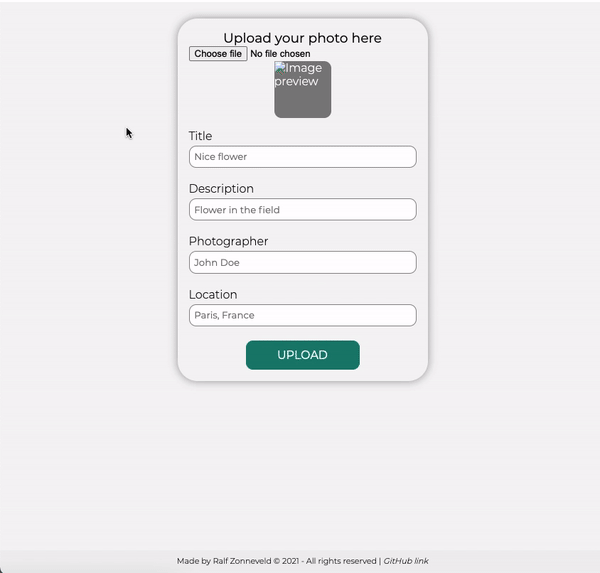 Upload your photo here
Choose file No file chosen
Image
preview
Title
Nice flower
Description
Flower in the field
Photographer
John Doe
Location
Paris, France
UPLOAD
Made by Ralf Zonneveld © 2021 - All rights reserved | GitHub link